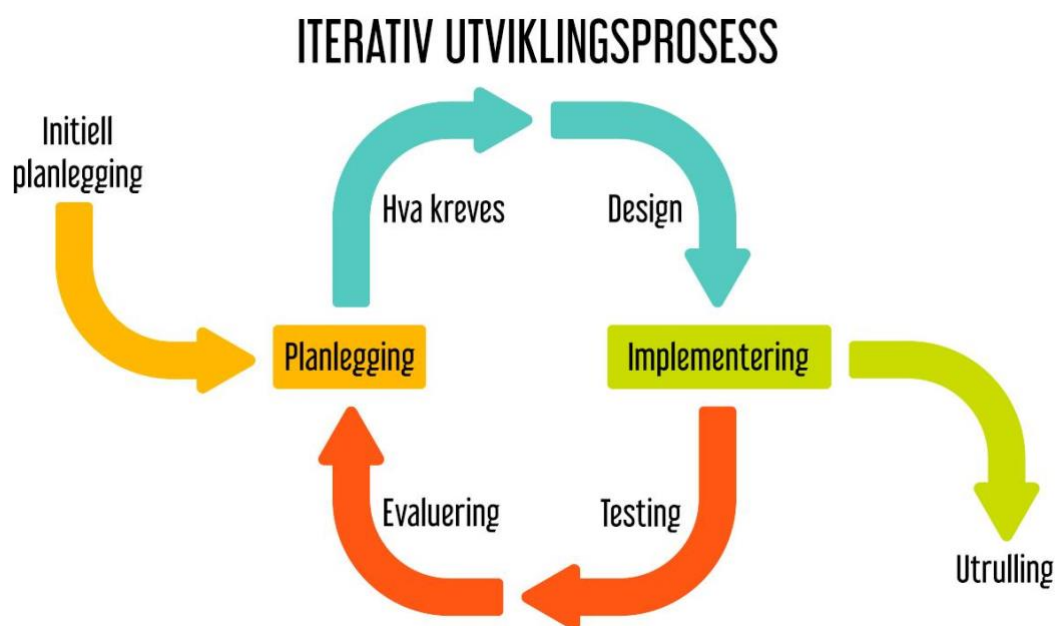 ITERATIV UTVIKLINGSPROSESS
Initiell
planlegging
Hva kreves
Design
Planlegging
Implementering
Evaluering
Testing
Utrulling